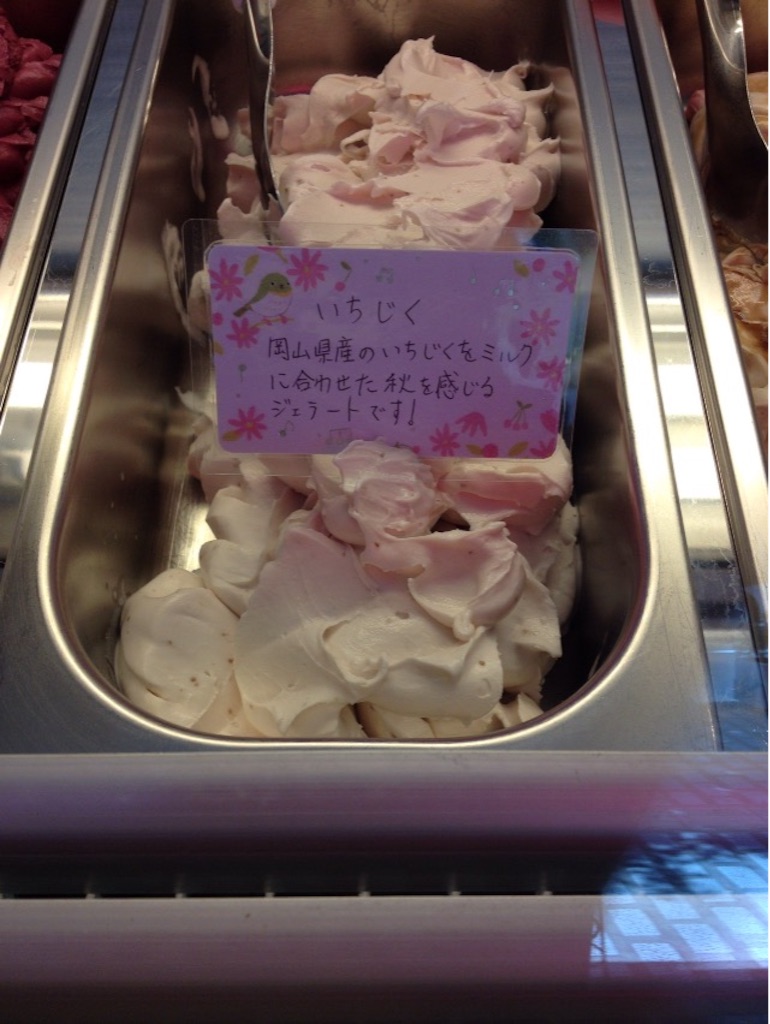 いちじく
岡山県産のいちじくをミルク
に合わせた秋を感じる
ジェラートです!